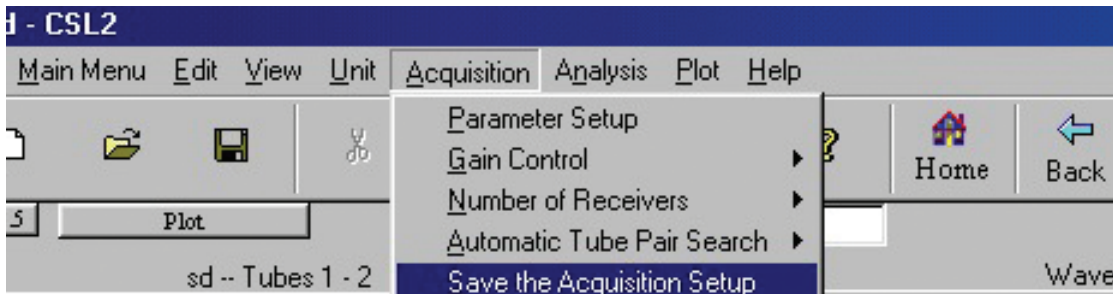 d - CSL2
Main Menu Edit View Unit Acquisition Analysis Plot Help
Parameter Setup
Gain Control
Number of Receivers
Automatic Tube Pair Search
Save the Acquisition Setup
Home Back
5 Plot
sd -- Tubes 1 - 2
Wave